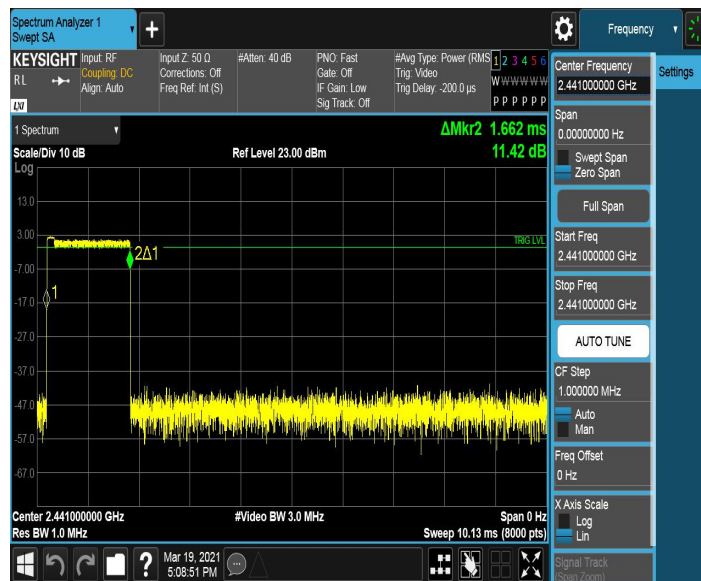 Spectrum Analyzer 1
Swept SA
+
Frequency
KEYSIGHT
RL
LXI
Input: RF
Coupling: DC
Align: Auto
Input Z: 50 Ω
Corrections: Off
Freq Ref: Int (S)
#Atten: 40 dB
PNO: Fast
Gate: Off
IF Gain: Low
Sig Track: Off
#Avg Type: Power (RMS
Trig: Video
Trig Delay: -200.0 µs
1 2 3 4 5 6
W W W W W W
P P P P P P
1 Spectrum
Scale/Div 10 dB
Ref Level 23.00 dBm
ΔMkr2 1.662 ms
11.42 dB
Log
13.0
3.00
-7.00
-17.0
-27.0
-37.0
-47.0
-57.0
-67.0
TRIG LVL
2Δ1
1
Center 2.441000000 GHz
Res BW 1.0 MHz
#Video BW 3.0 MHz
Span 0 Hz
Sweep 10.13 ms (8000 pts)
Center Frequency
2.441000000 GHz
Settings
Span
0.00000000 Hz
Swept Span
Zero Span
Full Span
Start Freq
2.441000000 GHz
Stop Freq
2.441000000 GHz
AUTO TUNE
CF Step
1.000000 MHz
Auto
Man
Freq Offset
0 Hz
X Axis Scale
Log
Lin
Signal Track
(Span Zoom)
?
Mar 19, 2021
5:08:51 PM